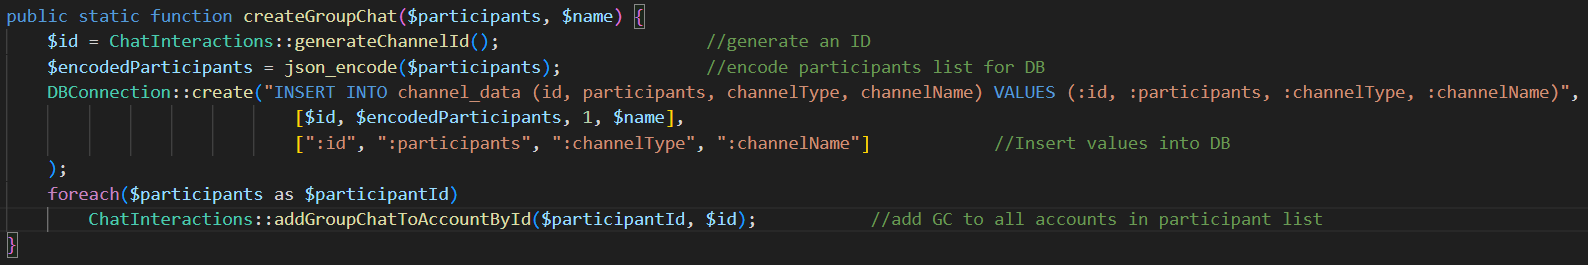 public static function createGroupChat($participants, $name) {
    $id = ChatInteractions::generateChannelId();                    //generate an ID
    $encodedParticipants = json_encode($participants);              //encode participants list for DB
    DBConnection::create("INSERT INTO channel_data (id, participants, channelType, channelName) VALUES (:id, :participants, :channelType, :channelName)",
                            [$id, $encodedParticipants, 1, $name],
                            [":id", ":participants", ":channelType", ":channelName"]            //Insert values into DB
    );
    foreach($participants as $participantId)
        ChatInteractions::addGroupChatToAccountById($participantId, $id);           //add GC to all accounts in participant list
}